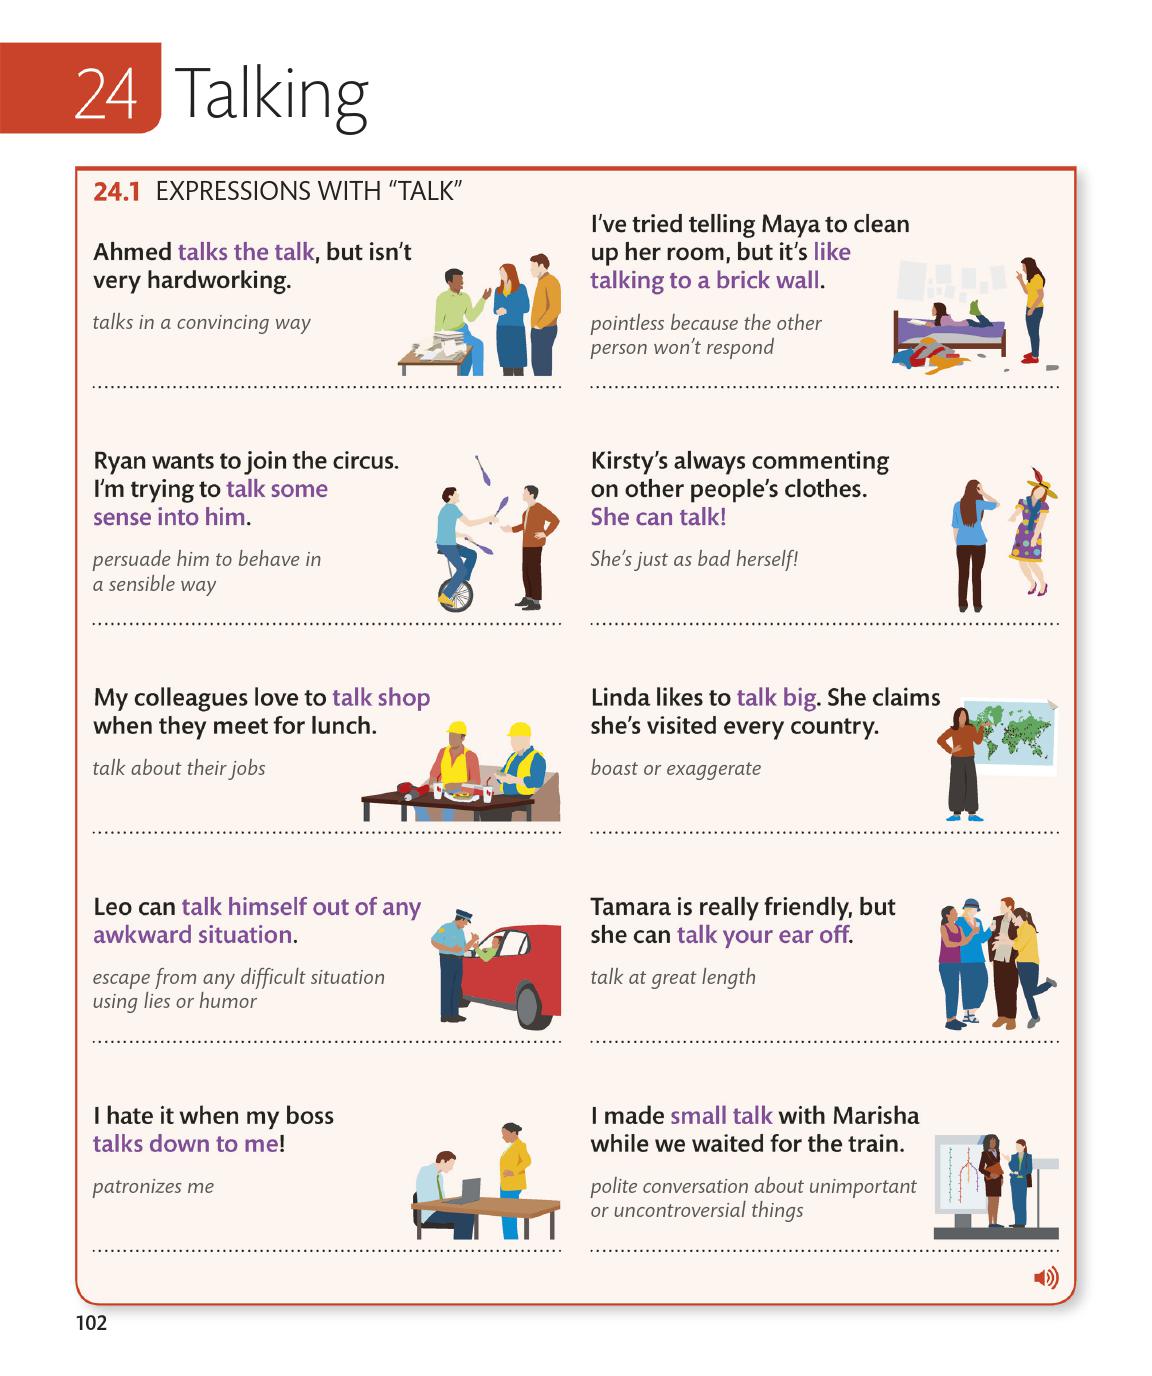 24 Talking
24.1 EXPRESSIONS WITH “TALK”
Ahmed talks the talk, but isn’t
very hardworking.
talks in a convincing way
I’ve tried telling Maya to clean
up her room, but it’s like
talking to a brick wall.
pointless because the other
person won’t respond
Ryan wants to join the circus.
I’m trying to talk some
sense into him.
persuade him to behave in
a sensible way
Kirsty’s always commenting
on other people’s clothes.
She can talk!
She’s just as bad herself!
My colleagues love to talk shop
when they meet for lunch.
talk about their jobs
Linda likes to talk big. She claims
she’s visited every country.
boast or exaggerate
Leo can talk himself out of any
awkward situation.
escape from any difficult situation
using lies or humor
Tamara is really friendly, but
she can talk your ear off.
talk at great length
I hate it when my boss
talks down to me!
patronizes me
I made small talk with Marisha
while we waited for the train.
polite conversation about unimportant
or uncontroversial things
102